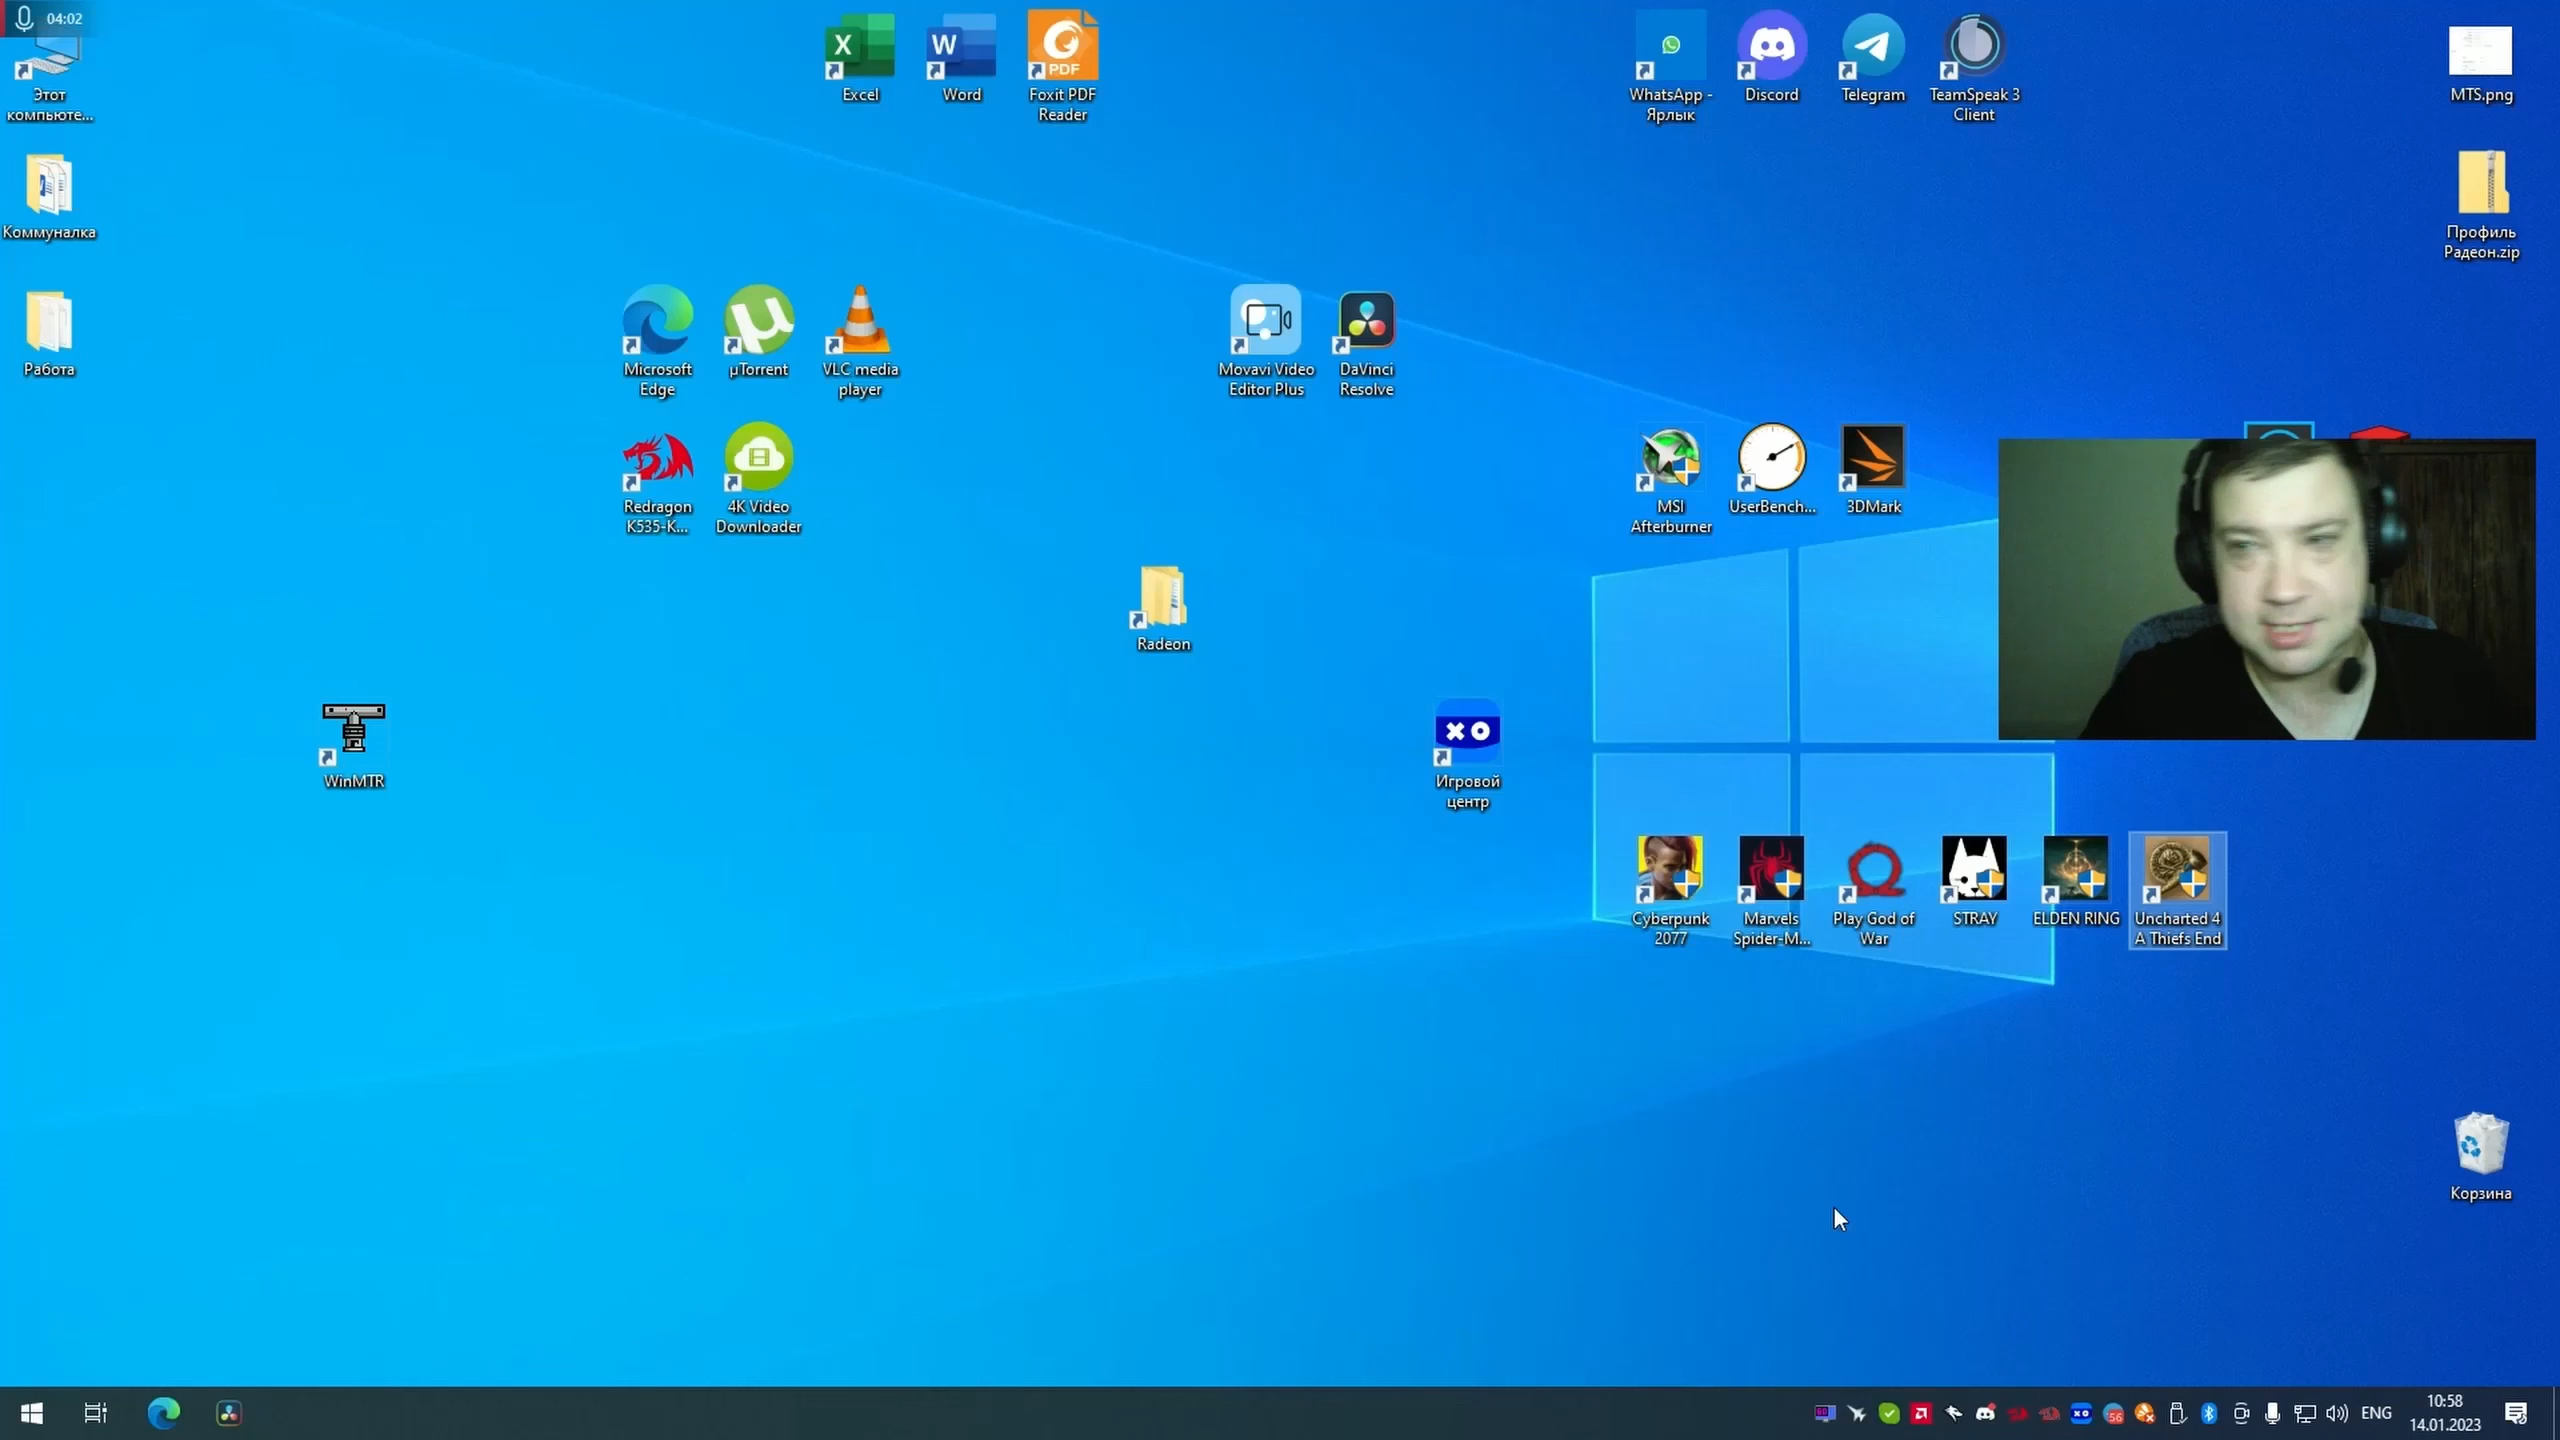 04:02
Excel
Word
PDF
Foxit PDF
Reader
WhatsApp -
Ярлык
Discord
Telegram
TeamSpeak 3
Client
MTS.png
Этот
компьюте...
Коммуналка
Профиль
Радеон.zip
Работа
Microsoft
Edge
µTorrent
VLC media
player
Movavi Video
Editor Plus
DaVinci
Resolve
Redragon
K535-K...
4K Video
Downloader
MSI
Afterburner
UserBench...
3DMark
Radeon
WinMTR
Игровой
центр
Cyberpunk
2077
Marvels
Spider-M...
Play God of
War
STRAY
ELDEN RING
Uncharted 4
A Thiefs End
Корзина
56
ENG
10:58
14.01.2023